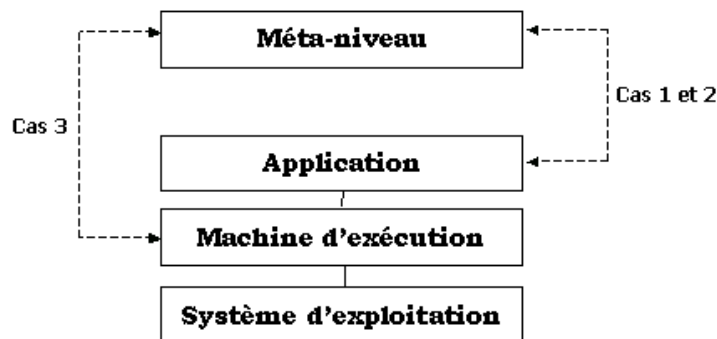 Méta-niveau
Cas 1 et 2
Cas 3
Application
Machine d'exécution
Système d'exploitation